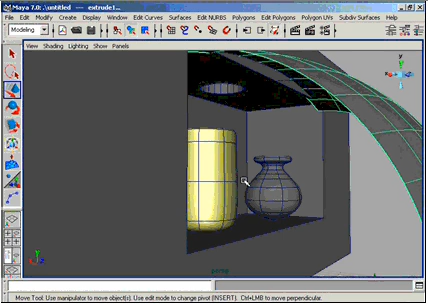 Maya 7.0: .\untitled --- extrude1...
File Edit Modify Create Display Window Edit Curves Surfaces Edit NURBS Polygons Edit Polygons Polygon UVs Subdiv Surfaces
Modeling
View Shading Lighting Show Panels
y
persp
Move Tool: Use manipulator to move object(s). Use edit mode to change pivot (INSERT). Ctrl+LMB to move perpendicular.